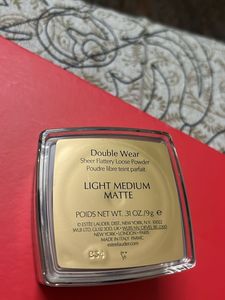 Double Wear
Sheer Flattery Loose Powder
Poudre libre teint parfait
LIGHT MEDIUM
MATTE
POIDS NET WT. .31 OZ./9g ℮
© ESTĒE LAUDER, DIST. NEW YORK, N.Y. 10022
NEW YORK • LONDON • PARIS
MADE IN ITALY
esteelauder.com